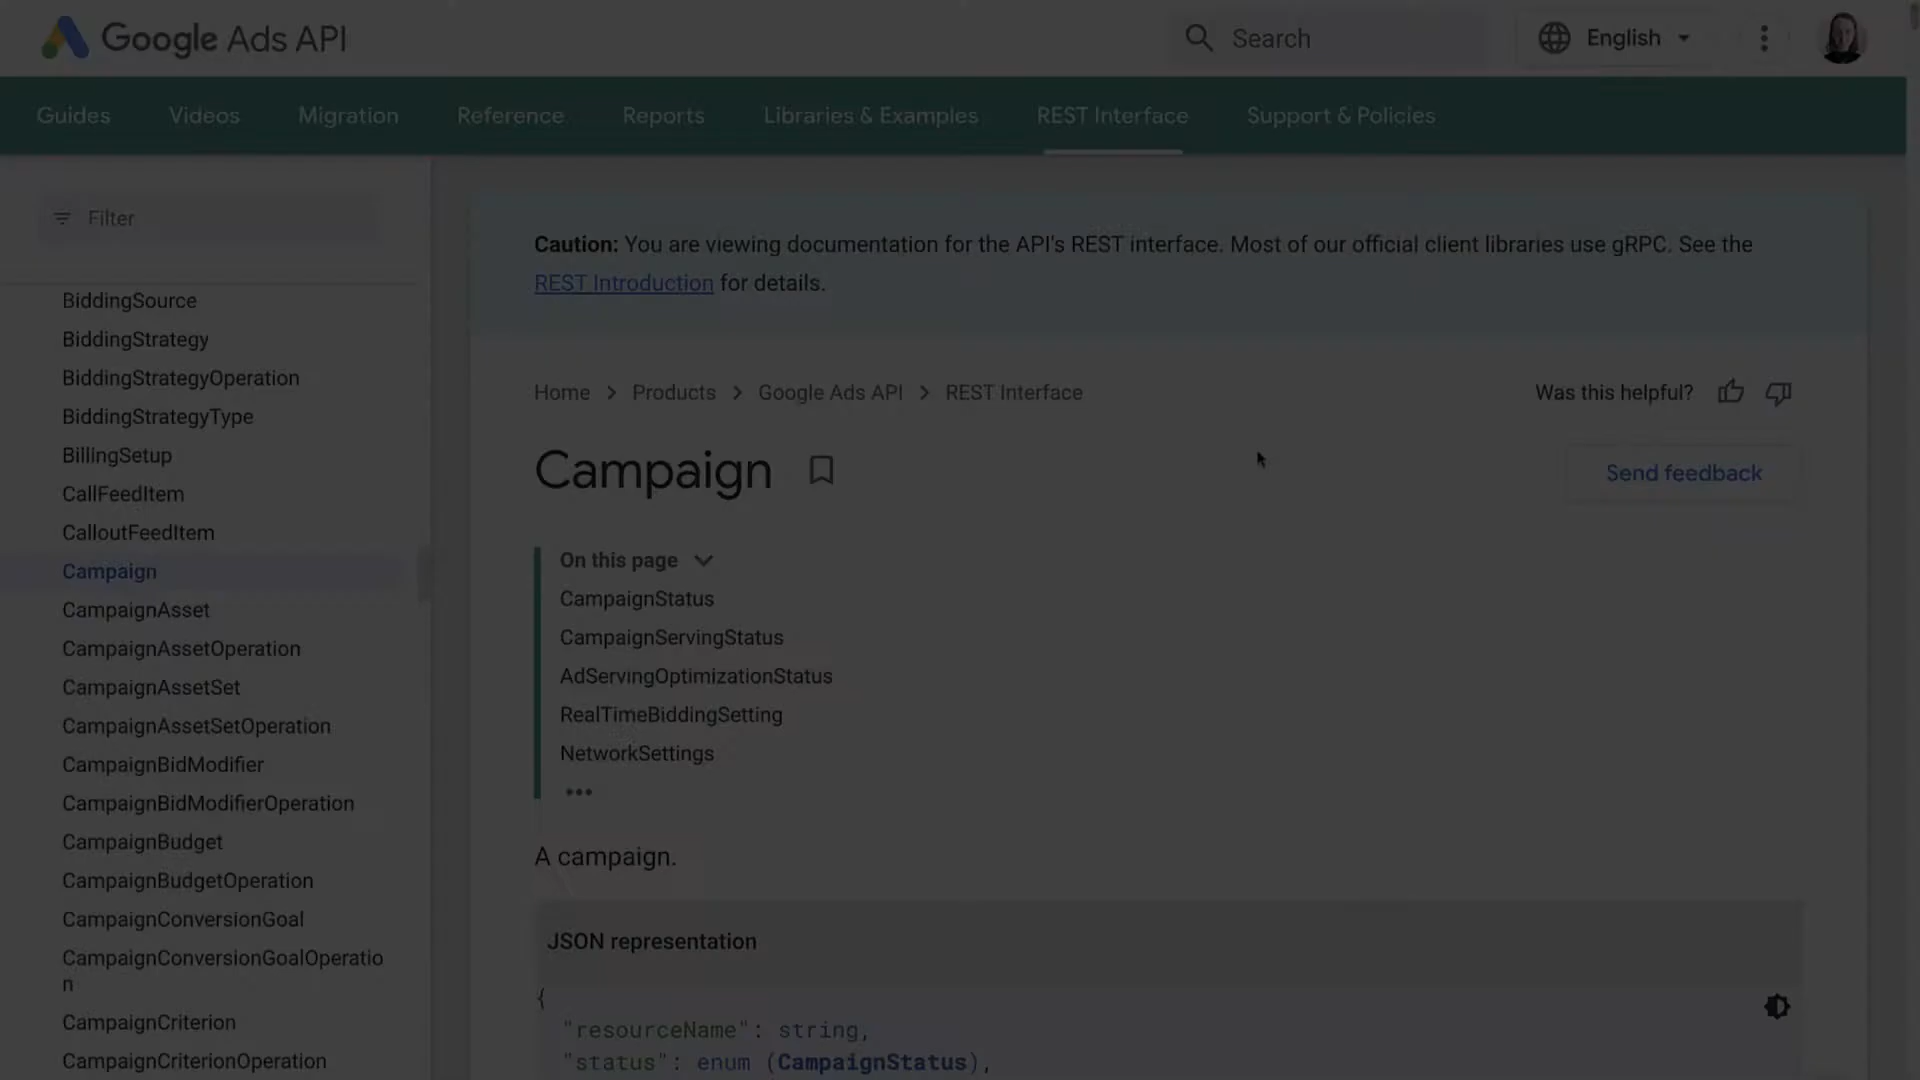 Google Ads API
Search
English
Guides
Videos
Migration
Reference
Reports
Libraries & Examples
REST Interface
Support & Policies
Filter
BiddingSource
BiddingStrategy
BiddingStrategyOperation
BiddingStrategyType
BillingSetup
CallFeedItem
CalloutFeedItem
Campaign
CampaignAsset
CampaignAssetOperation
CampaignAssetSet
CampaignAssetSetOperation
CampaignBidModifier
CampaignBidModifierOperation
CampaignBudget
CampaignBudgetOperation
CampaignConversionGoal
CampaignConversionGoalOperatio
n
CampaignCriterion
CampaignCriterionOperation
Caution: You are viewing documentation for the API's REST interface. Most of our official client libraries use gRPC. See the
REST Introduction for details.
Home > Products > Google Ads API > REST Interface
Was this helpful?
Campaign
Send feedback
On this page
CampaignStatus
CampaignServingStatus
AdServingOptimizationStatus
RealTimeBiddingSetting
NetworkSettings
•••
A campaign.
JSON representation
{
"resourceName": string,
"status": enum (CampaignStatus),